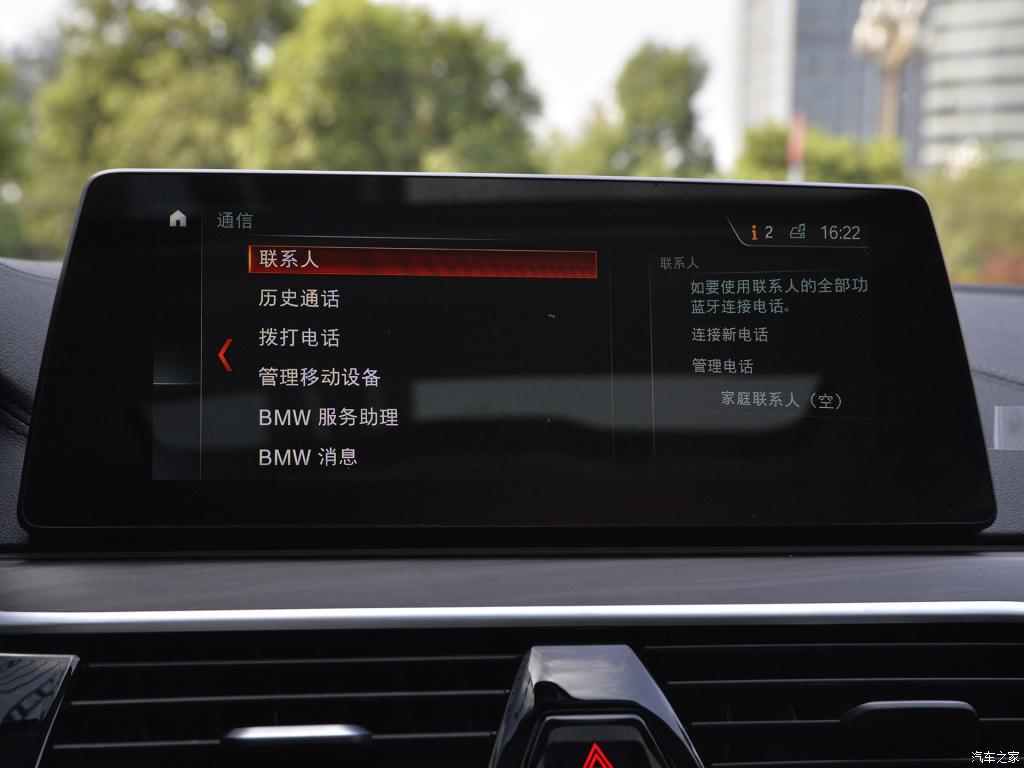 通信
i 2 16:22
联系人
历史通话
拨打电话
管理移动设备
BMW 服务助理
BMW 消息
联系人
如要使用联系人的全部功
蓝牙连接电话。
连接新电话
管理电话
家庭联系人（空）
汽车之家